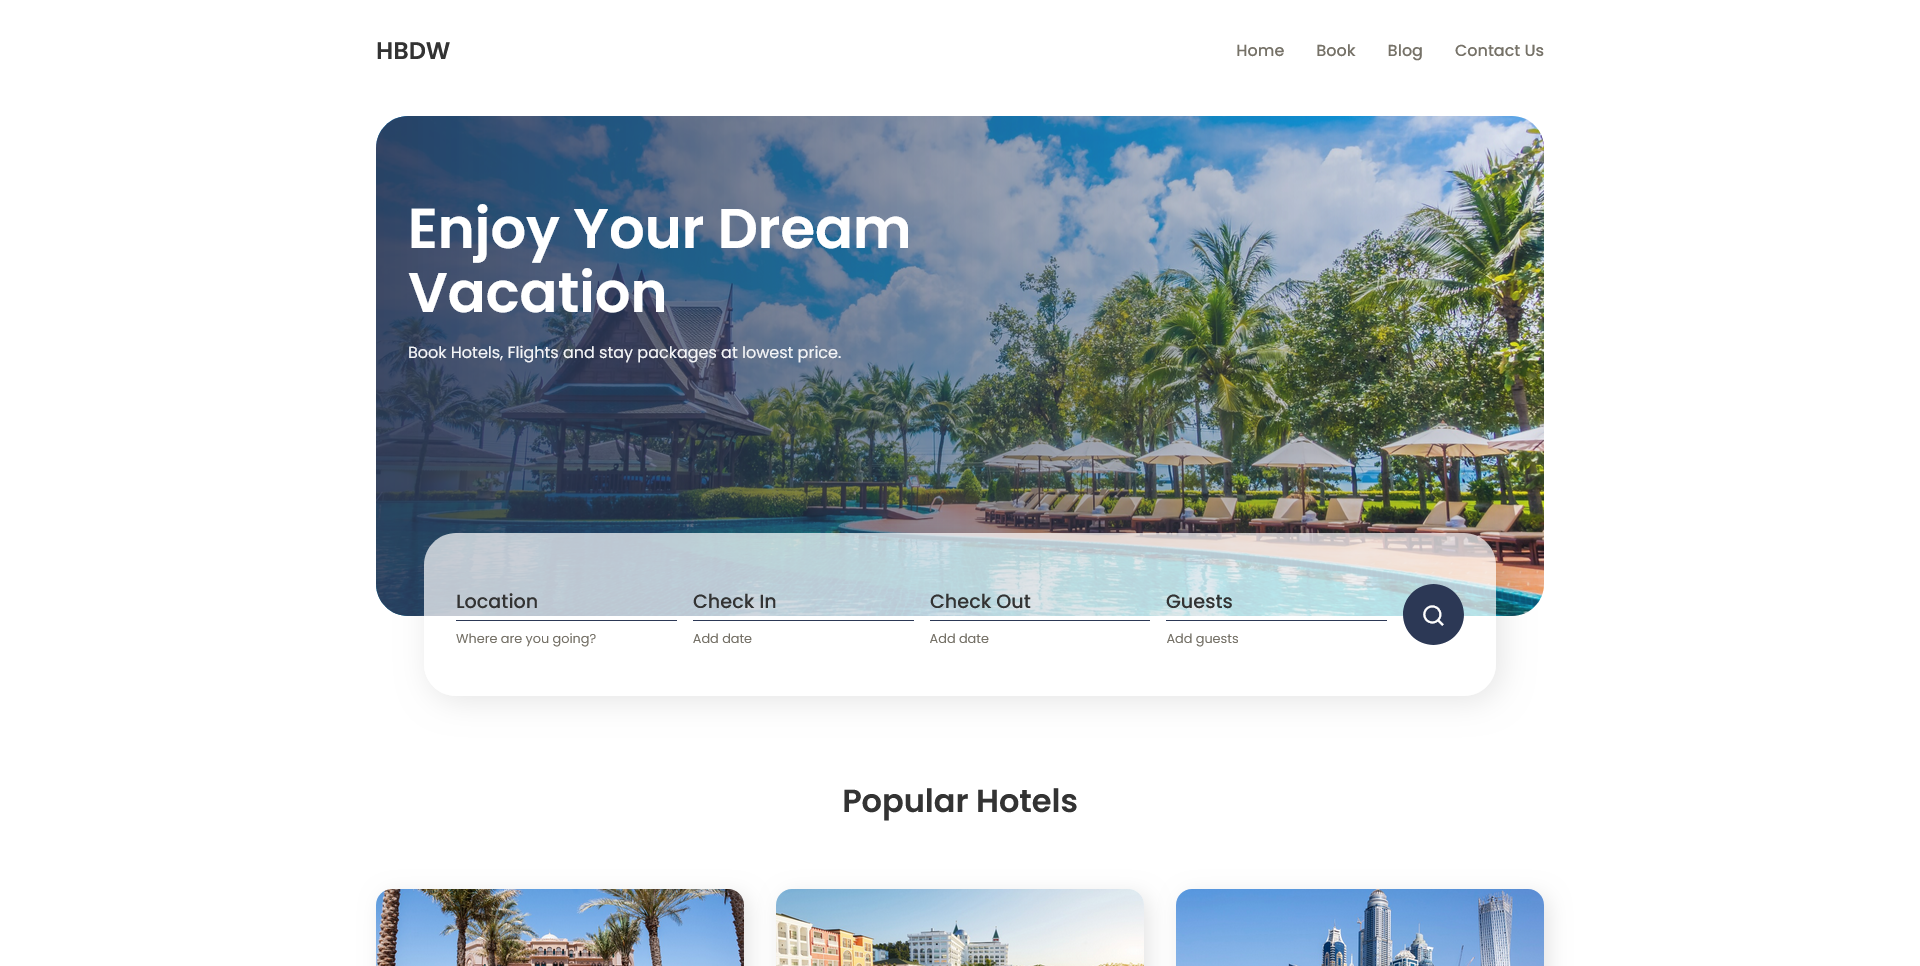 HBDW
Home Book Blog Contact Us
Enjoy Your Dream
Vacation
Book Hotels, Flights and stay packages at lowest price.
Location Check In Check Out Guests
Where are you going? Add date Add date Add guests
Popular Hotels